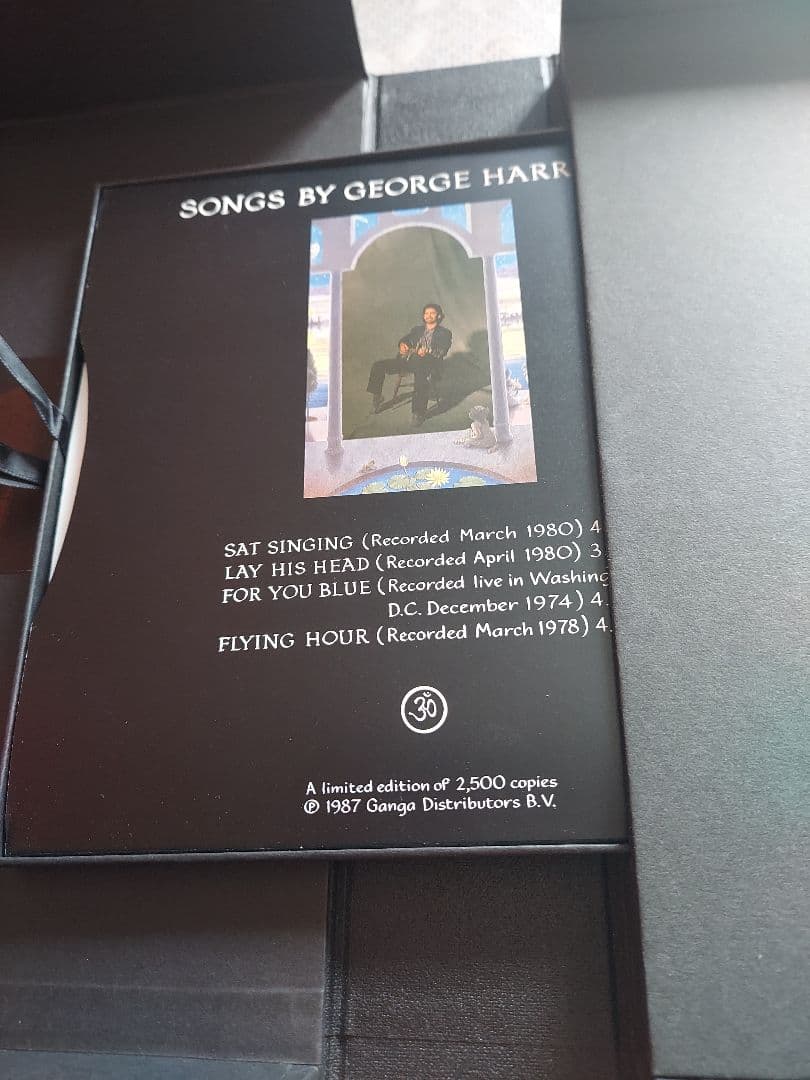 SONGS BY GEORGE HARR
SAT SINGING (Recorded March 1980) 4
LAY HIS HEAD (Recorded April 1980) 3
FOR YOU BLUE (Recorded live in Washing
D.C. December 1974) 4.
FLYING HOUR (Recorded March 1978) 4.
ॐ
A limited edition of 2,500 copies
℗ 1987 Ganga Distributors B.V.